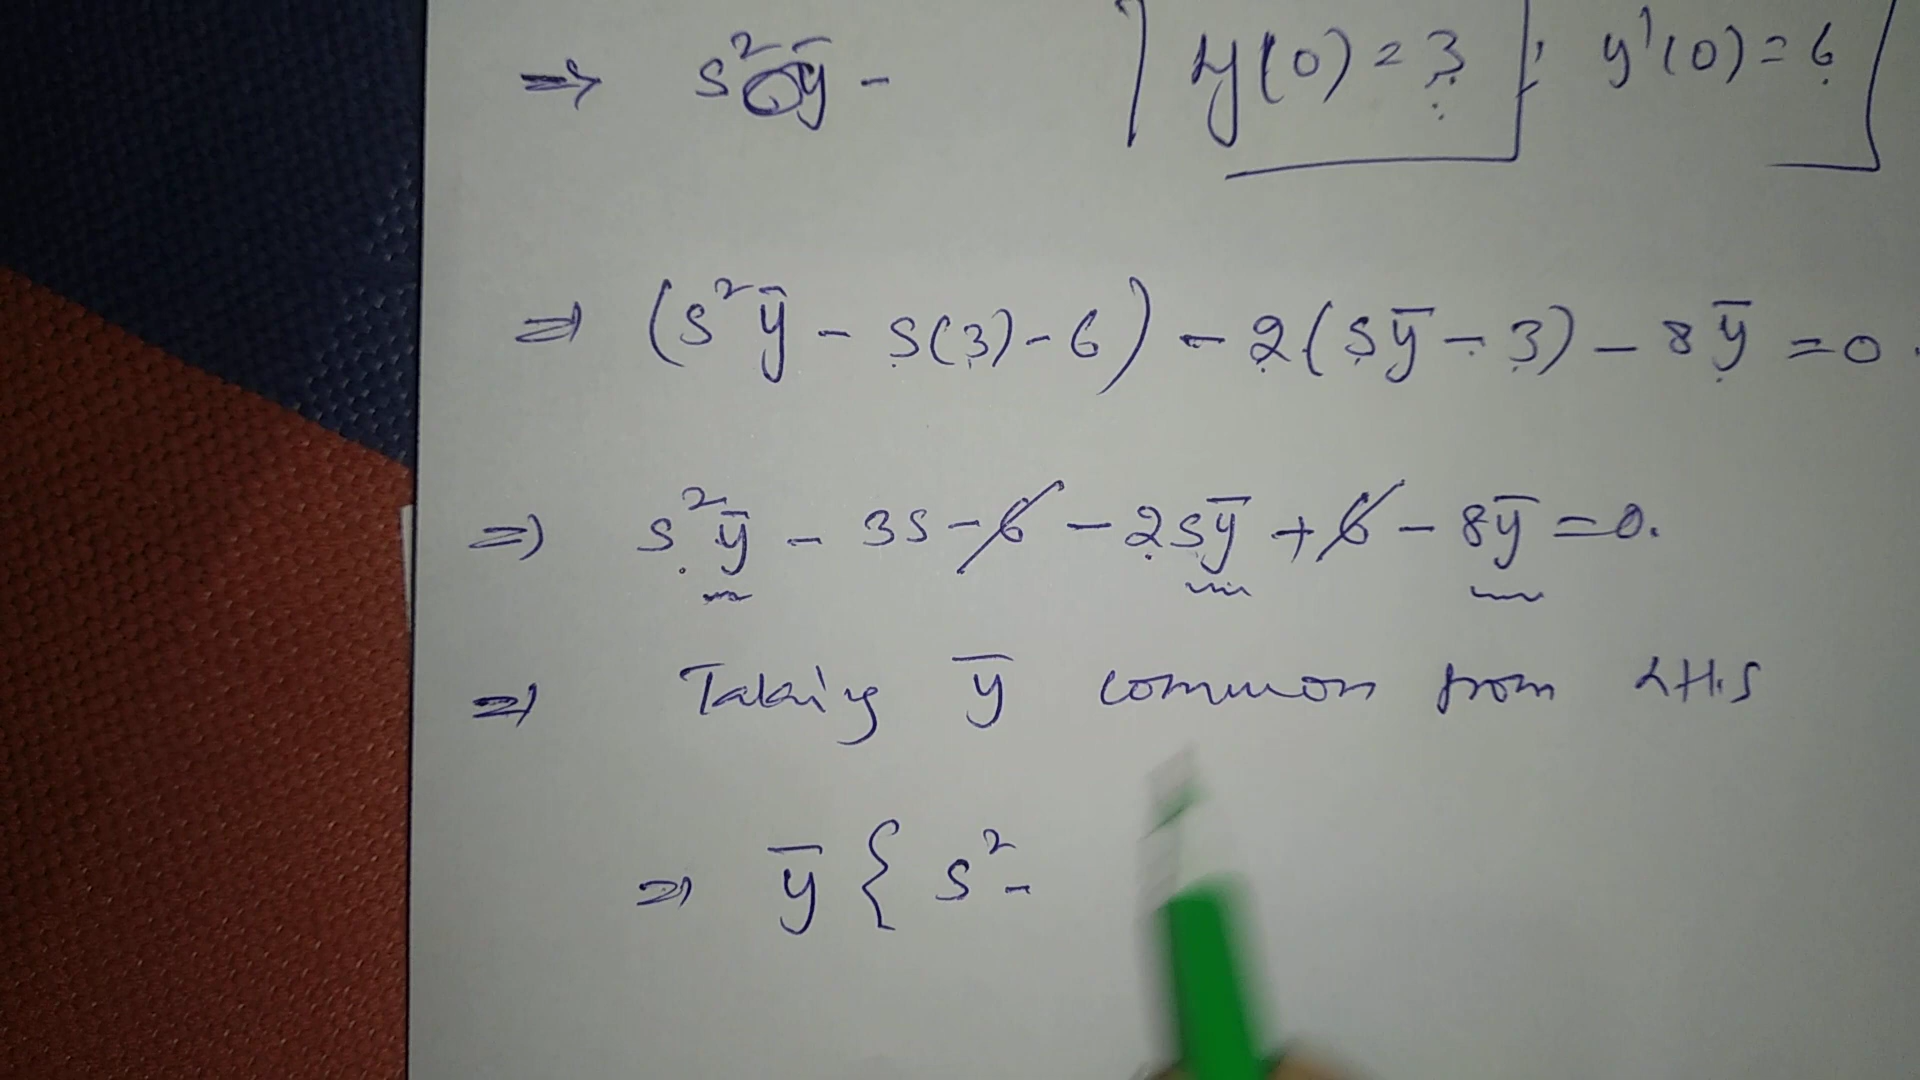 ⇒ s²ȳ - [y(0) = 3]; y'(0) = 6]
⇒ (s²ȳ - s(3) - 6) - 2(sȳ - 3) - 8ȳ = 0.
⇒ s²ȳ - 3s - 6 - 2sȳ + 6 - 8ȳ = 0.
⇒ Taking ȳ common from LH.S
⇒ ȳ { s² -